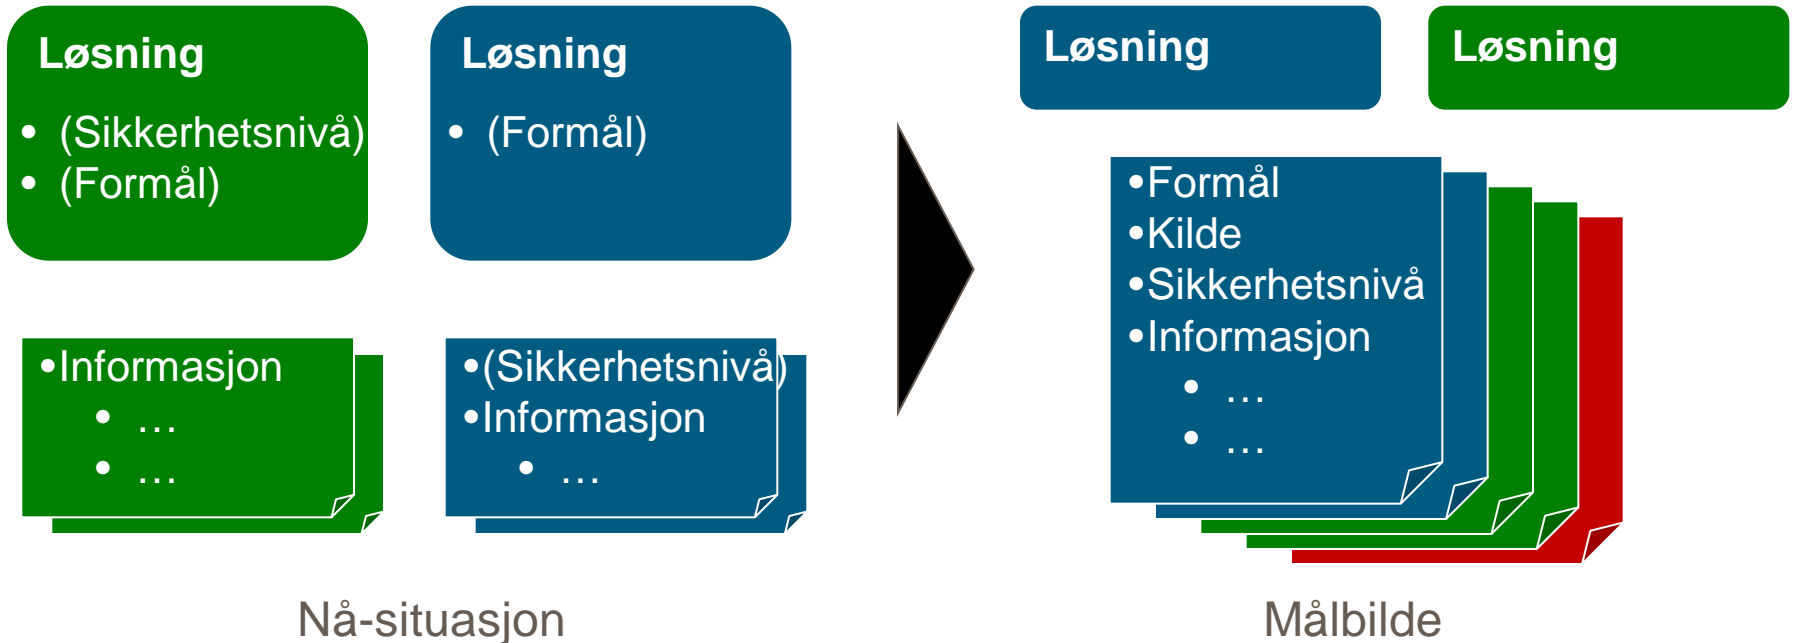 Løsning
• (Sikkerhetsnivå)
• (Formål)
Løsning
• (Formål)
•Informasjon
• …
• …
•(Sikkerhetsnivå)
•Informasjon
• …
Nå-situasjon
Løsning
Løsning
•Formål
•Kilde
•Sikkerhetsnivå
•Informasjon
• …
• …
Målbilde